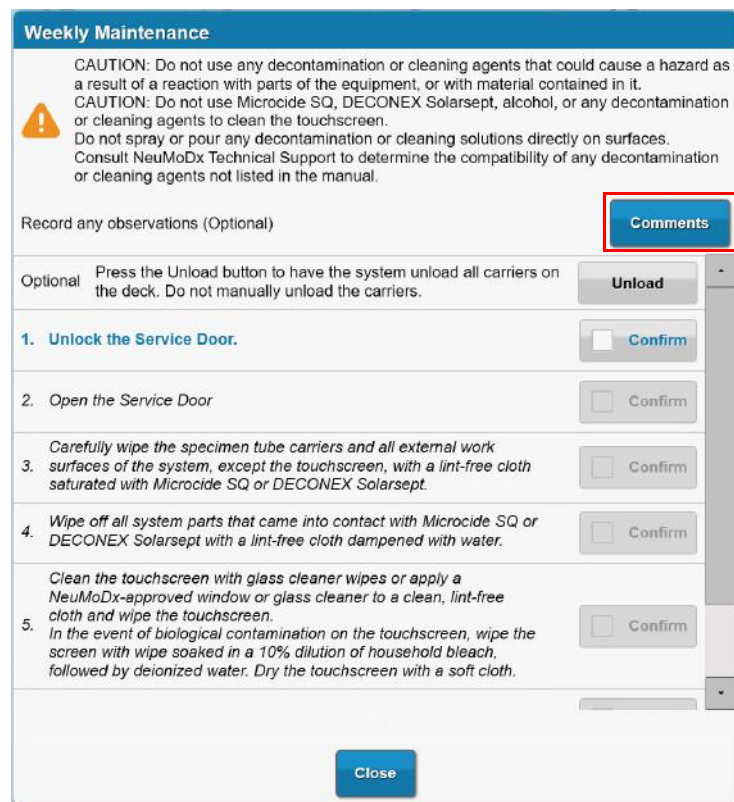 Weekly Maintenance
CAUTION: Do not use any decontamination or cleaning agents that could cause a hazard as
a result of a reaction with parts of the equipment, or with material contained in it.
CAUTION: Do not use Microcide SQ, DECONEX Solarsept, alcohol, or any decontamination
or cleaning agents to clean the touchscreen.
Do not spray or pour any decontamination or cleaning solutions directly on surfaces.
Consult NeuMoDx Technical Support to determine the compatibility of any decontamination
or cleaning agents not listed in the manual.
Record any observations (Optional)
Comments
Optional
Press the Unload button to have the system unload all carriers on
the deck. Do not manually unload the carriers.
Unload
1. Unlock the Service Door.
Confirm
2. Open the Service Door
Confirm
3.
Carefully wipe the specimen tube carriers and all external work
surfaces of the system, except the touchscreen, with a lint-free cloth
saturated with Microcide SQ or DECONEX Solarsept.
Confirm
4.
Wipe off all system parts that came into contact with Microcide SQ or
DECONEX Solarsept with a lint-free cloth dampened with water.
Confirm
5.
Clean the touchscreen with glass cleaner wipes or apply a
NeuMoDx-approved window or glass cleaner to a clean, lint-free
cloth and wipe the touchscreen.
In the event of biological contamination on the touchscreen, wipe the
screen with wipe soaked in a 10% dilution of household bleach,
followed by deionized water. Dry the touchscreen with a soft cloth.
Confirm
Close